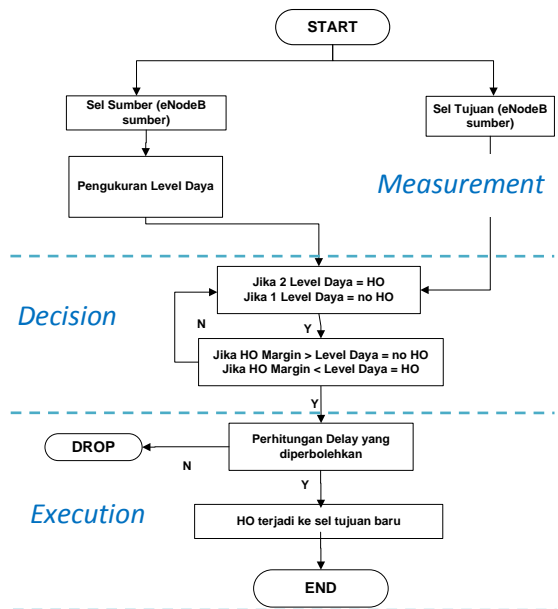 START
Sel Sumber (eNodeB
sumber)
Sel Tujuan (eNodeB
sumber)
Pengukuran Level Daya
Measurement
Jika 2 Level Daya = HO
Jika 1 Level Daya = no HO
Decision
N
Y
Jika HO Margin > Level Daya = no HO
Jika HO Margin < Level Daya = HO
Y
Perhitungan Delay yang
diperbolehkan
DROP
N
Y
Execution
HO terjadi ke sel tujuan baru
END